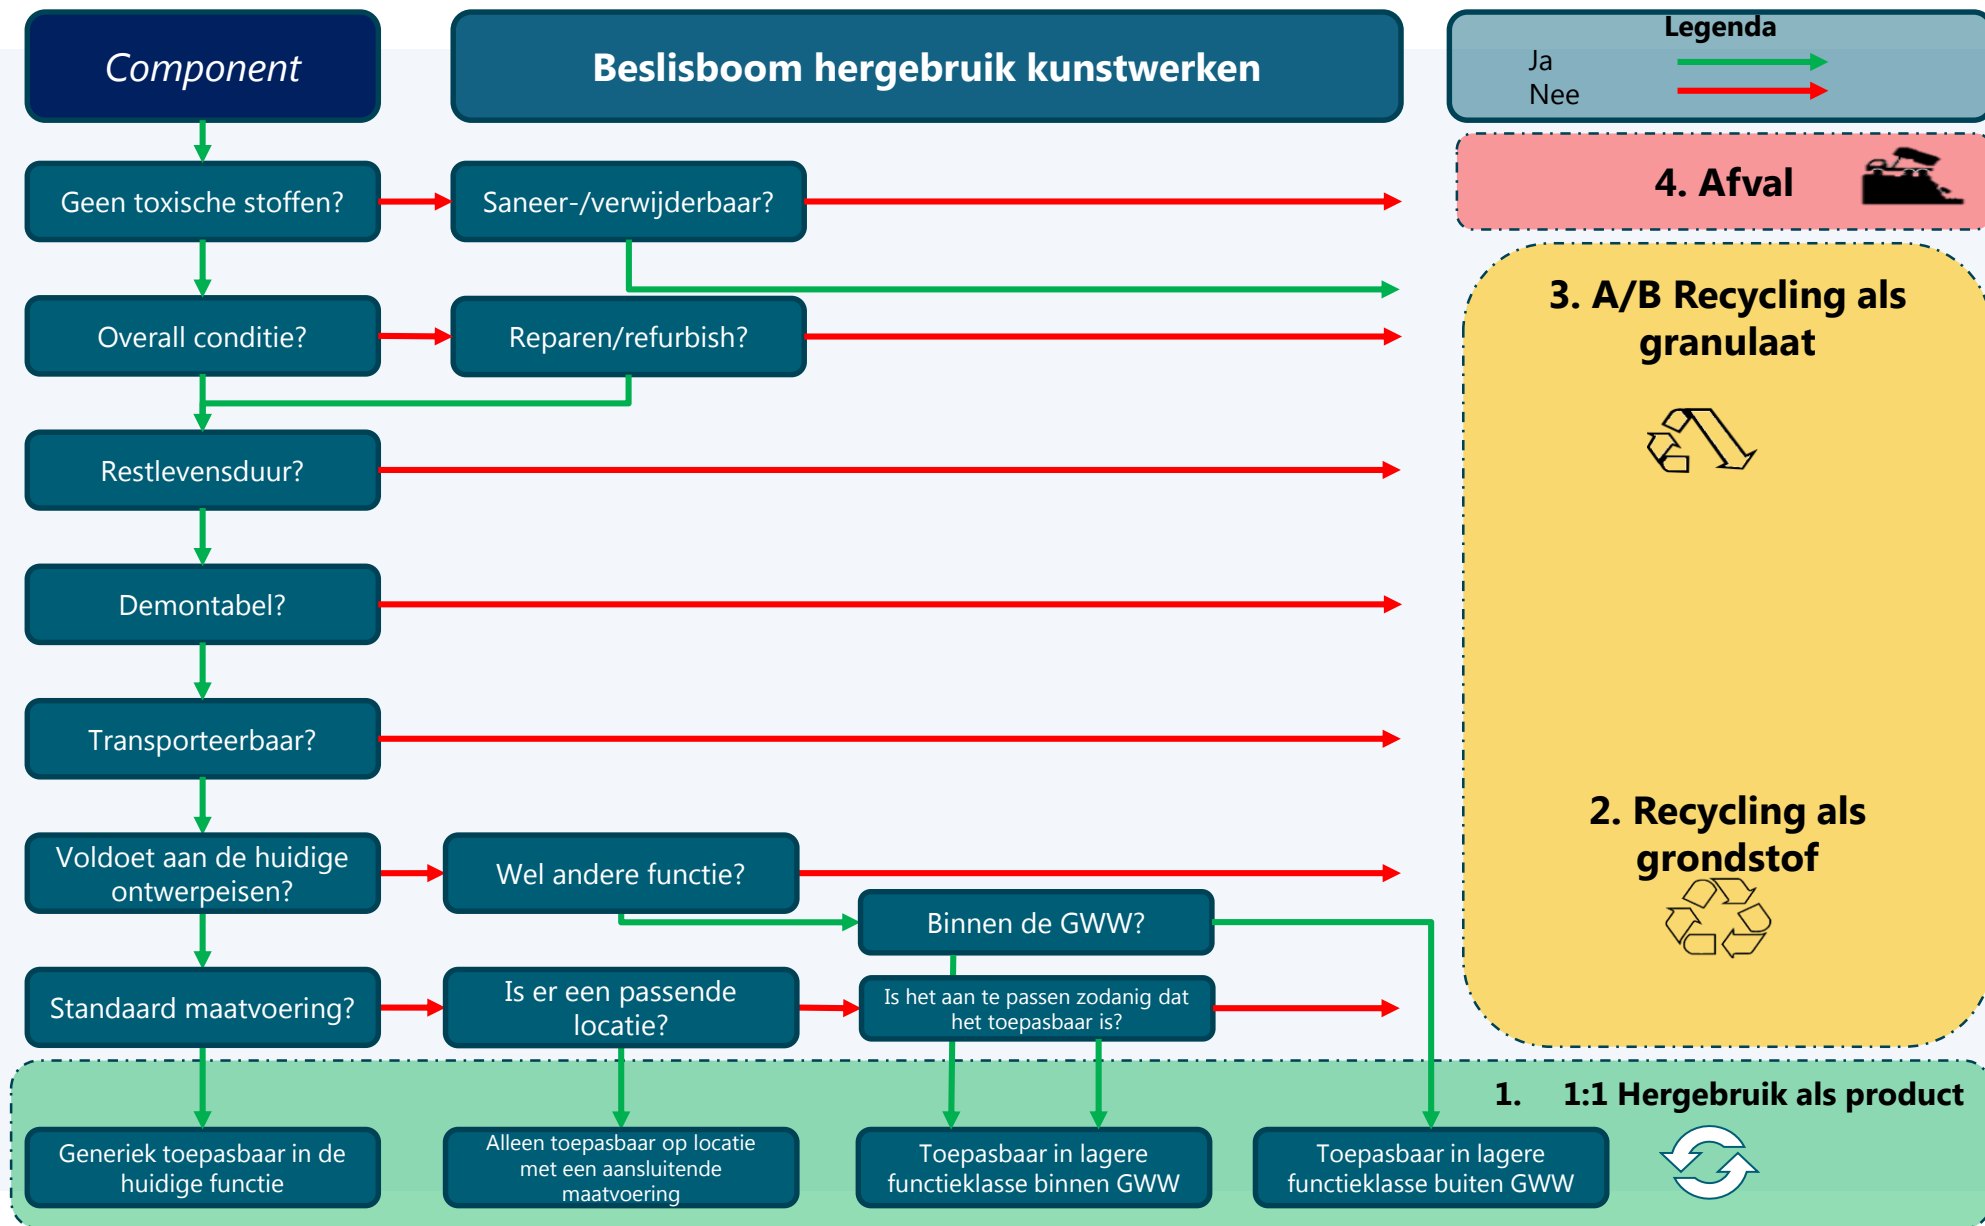 Component
Beslisboom hergebruik kunstwerken
Legenda
Ja
Nee
Geen toxische stoffen?
Saneer-/verwijderbaar?
4. Afval
Overall conditie?
Reparen/refurbish?
3. A/B Recycling als
granulaat
Restlevensduur?
Demontabel?
Transporteerbaar?
2. Recycling als
grondstof
Voldoet aan de huidige
ontwerpeisen?
Wel andere functie?
Binnen de GWW?
Standaard maatvoering?
Is er een passende
locatie?
Is het aan te passen zodanig dat
het toepasbaar is?
1. 1:1 Hergebruik als product
Generiek toepasbaar in de
huidige functie
Alleen toepasbaar op locatie
met een aansluitende
maatvoering
Toepasbaar in lagere
functieklasse binnen GWW
Toepasbaar in lagere
functieklasse buiten GWW